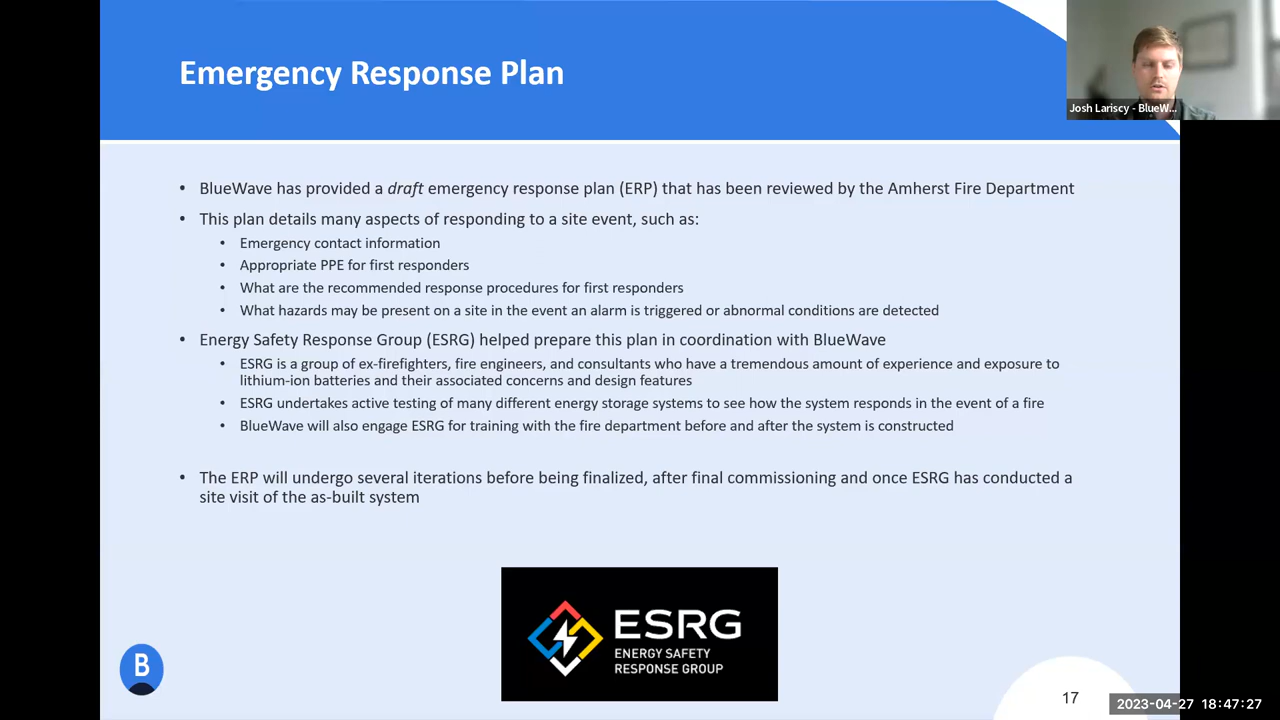 Emergency Response Plan
Josh Lariscy - BlueW...
• BlueWave has provided a draft emergency response plan (ERP) that has been reviewed by the Amherst Fire Department
• This plan details many aspects of responding to a site event, such as:
• Emergency contact information
• Appropriate PPE for first responders
• What are the recommended response procedures for first responders
• What hazards may be present on a site in the event an alarm is triggered or abnormal conditions are detected
• Energy Safety Response Group (ESRG) helped prepare this plan in coordination with BlueWave
• ESRG is a group of ex-firefighters, fire engineers, and consultants who have a tremendous amount of experience and exposure to
lithium-ion batteries and their associated concerns and design features
• ESRG undertakes active testing of many different energy storage systems to see how the system responds in the event of a fire
• BlueWave will also engage ESRG for training with the fire department before and after the system is constructed
• The ERP will undergo several iterations before being finalized, after final commissioning and once ESRG has conducted a
site visit of the as-built system
ESRG
ENERGY SAFETY
RESPONSE GROUP
B
17
2023-04-27 18:47:27